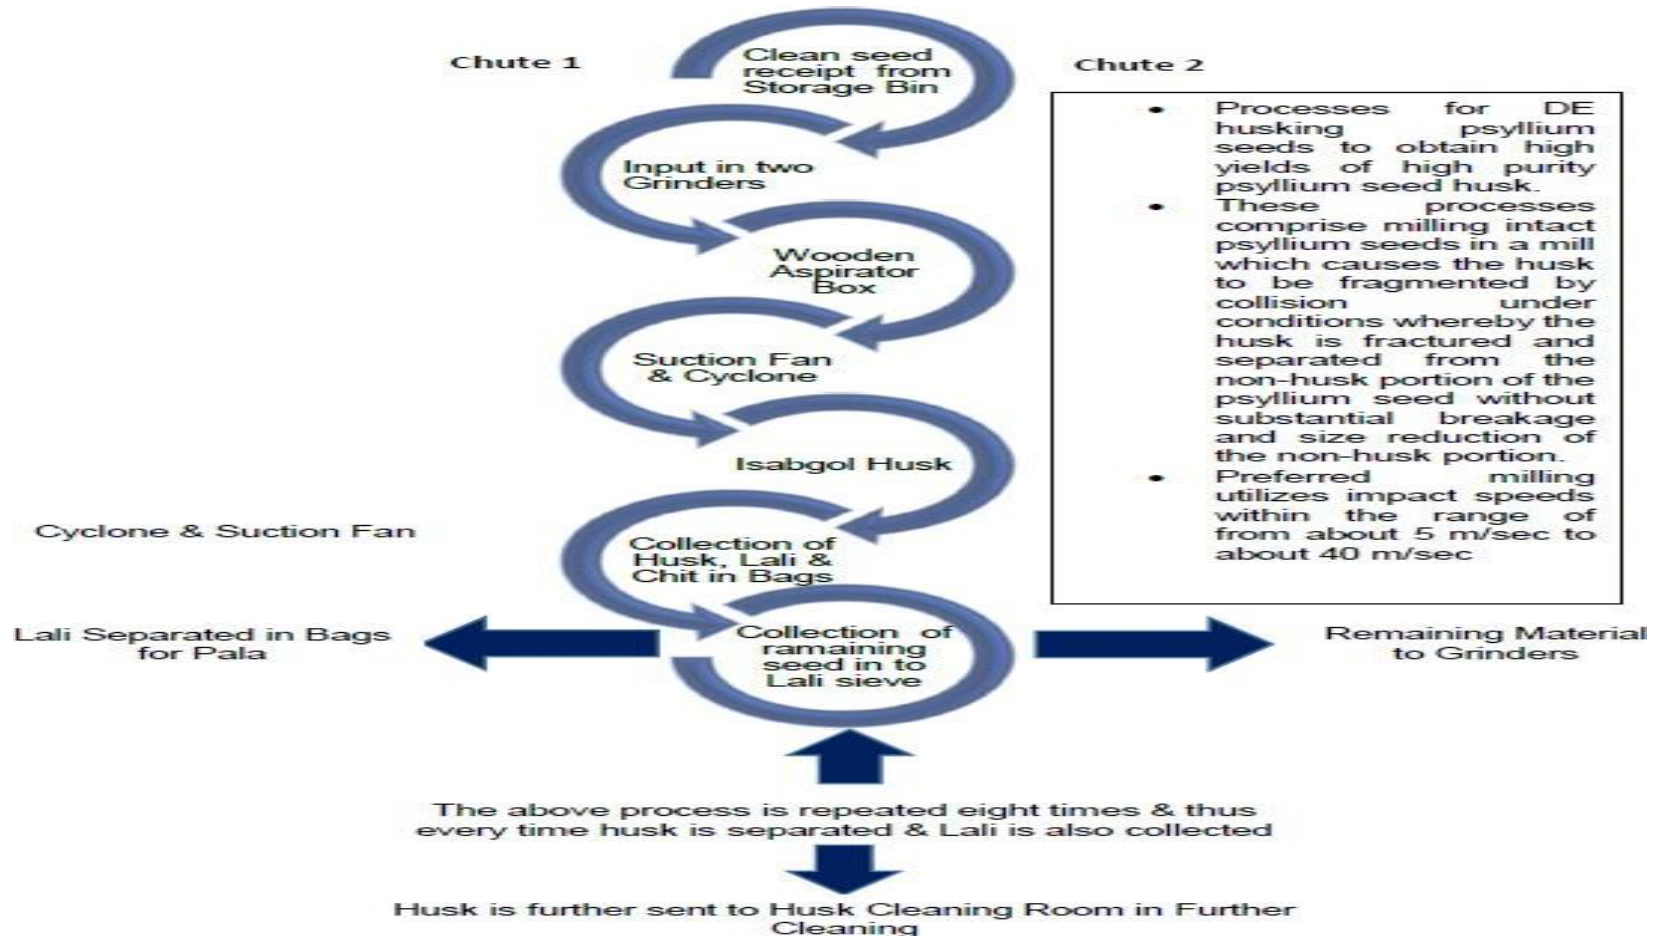 Chute 1
Clean seed
receipt from
Storage Bin
Chute 2
Input in two
Grinders
Wooden
Aspirator
Box
Suction Fan
& Cyclone
Isabgol Husk
Cyclone & Suction Fan
Collection of
Husk, Lali &
Chit in Bags
• Processes for DE
husking psyllium
seeds to obtain high
yields of high purity
psyllium seed husk.
• These processes
comprise milling intact
psyllium seeds in a mill
which causes the husk
to be fragmented by
collision under
conditions whereby the
husk is fractured and
separated from the
non-husk portion of the
psyllium seed without
substantial breakage
and size reduction of
the non-husk portion.
• Preferred milling
utilizes impact speeds
within the range of
from about 5 m/sec to
about 40 m/sec
Lali Separated in Bags
for Pala
Collection of
ramaining
seed in to
Lali sieve
Remaining Material
to Grinders
The above process is repeated eight times & thus
every time husk is separated & Lali is also collected
Husk is further sent to Husk Cleaning Room in Further
Cleaning